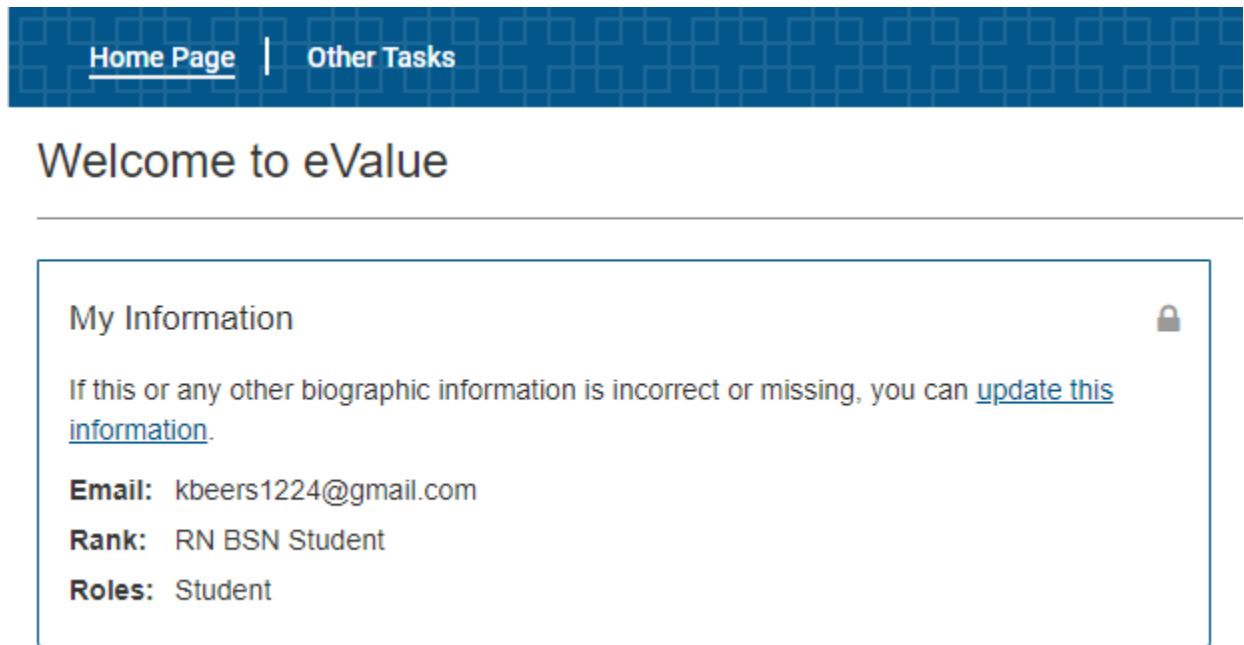 Home Page | Other Tasks
Welcome to eValue
My Information
If this or any other biographic information is incorrect or missing, you can update this
information.
Email: kbeers1224@gmail.com
Rank: RN BSN Student
Roles: Student